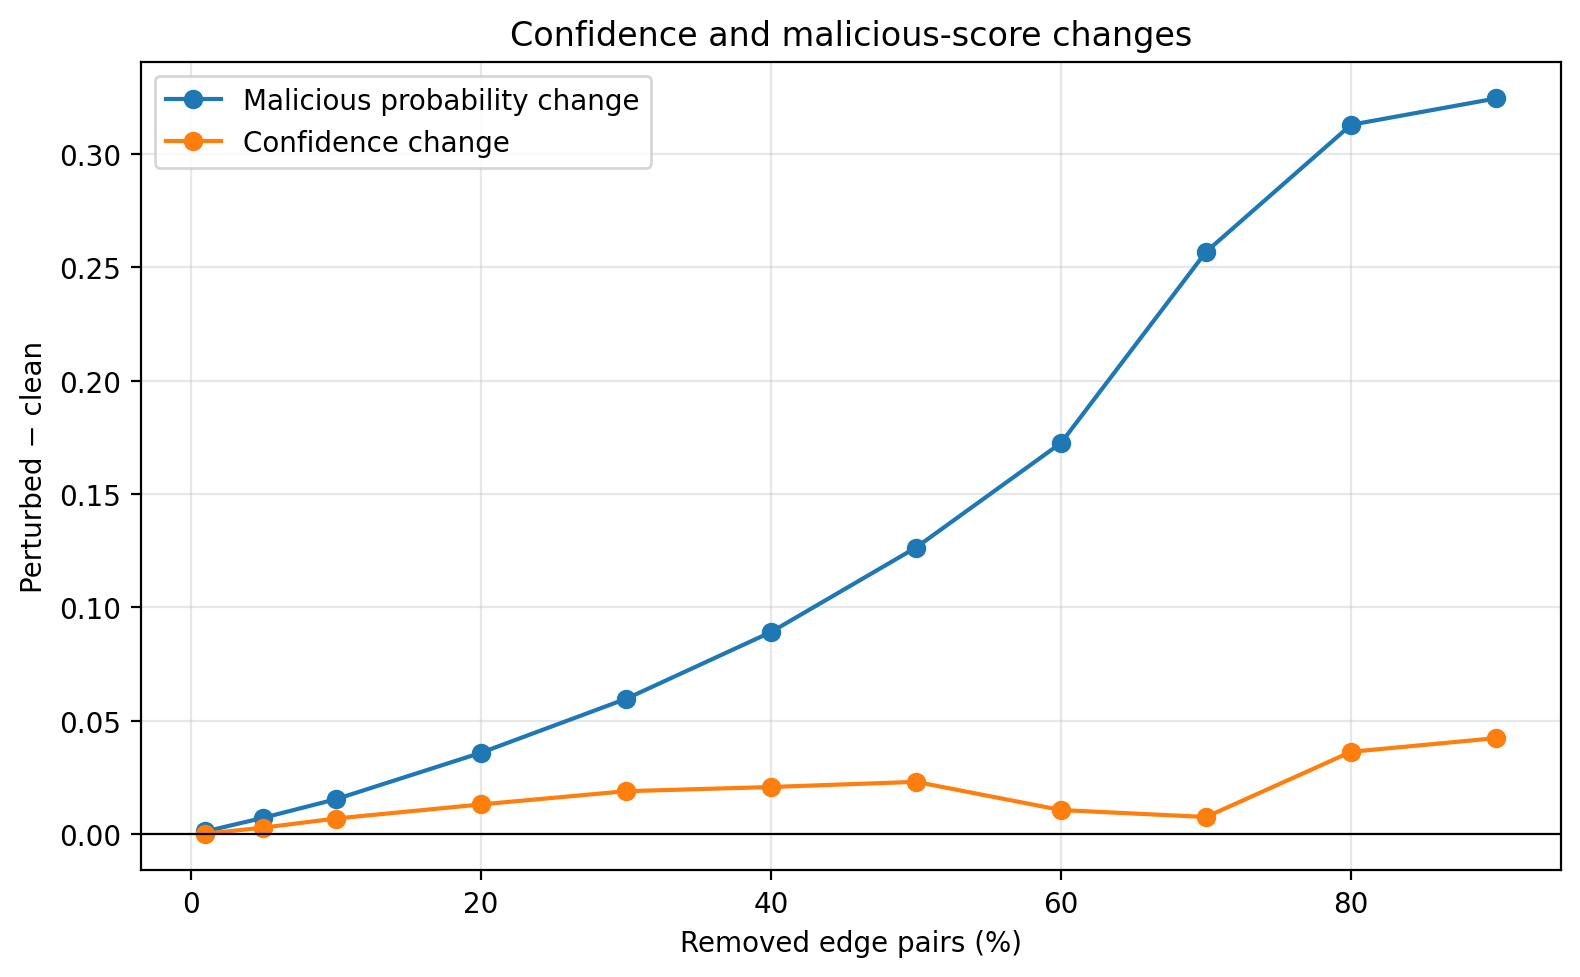 Confidence and malicious-score changes
Malicious probability change
Confidence change
0.30
0.25
0.20
0.15
0.10
0.05
0.00
Perturbed − clean
0 20 40 60 80
Removed edge pairs (%)